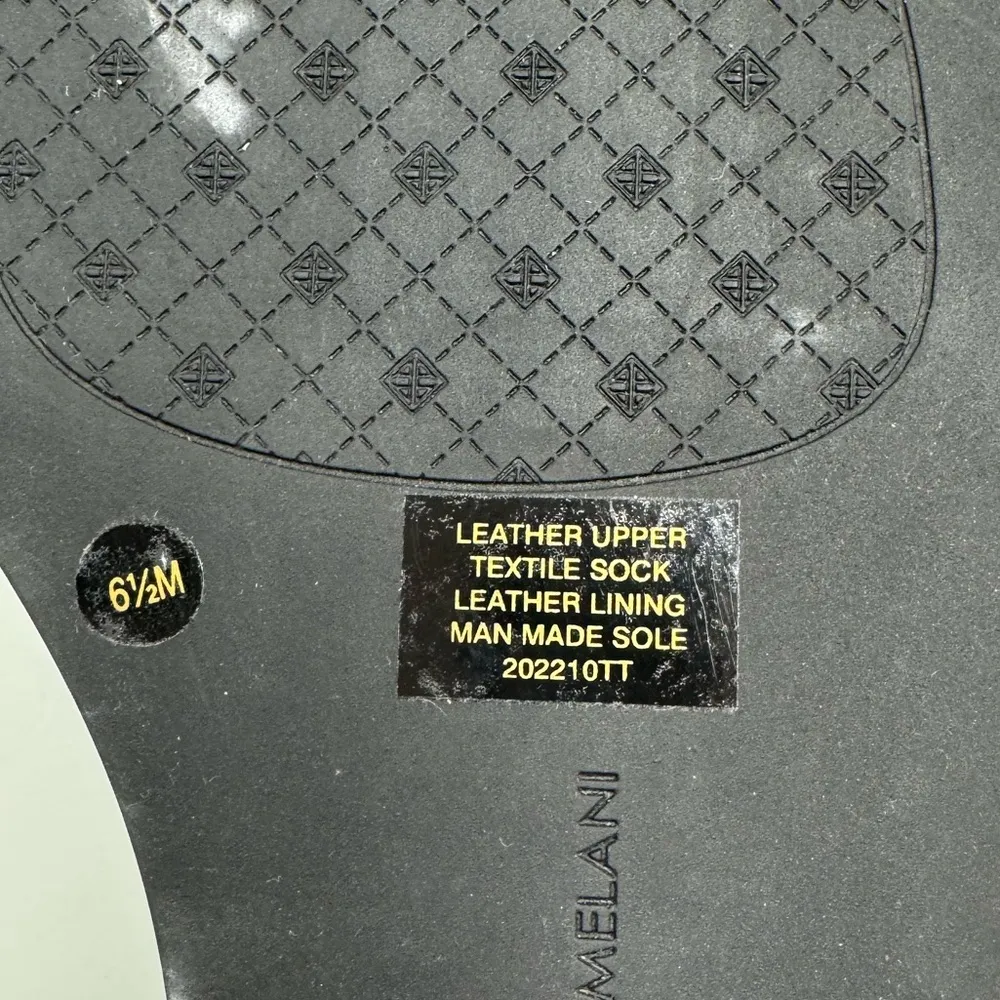 6½M
LEATHER UPPER
TEXTILE SOCK
LEATHER LINING
MAN MADE SOLE
202210TT
MELANI